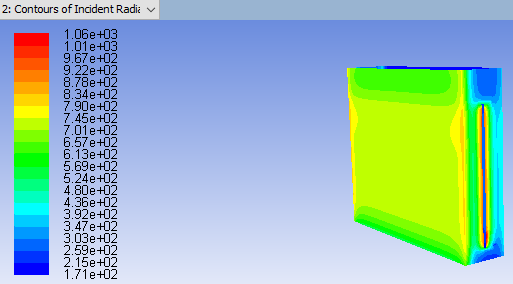 2: Contours of Incident Radia
1.06e+03
1.01e+03
9.67e+02
9.22e+02
8.78e+02
8.34e+02
7.90e+02
7.45e+02
7.01e+02
6.57e+02
6.13e+02
5.69e+02
5.24e+02
4.80e+02
4.36e+02
3.92e+02
3.47e+02
3.03e+02
2.59e+02
2.15e+02
1.71e+02